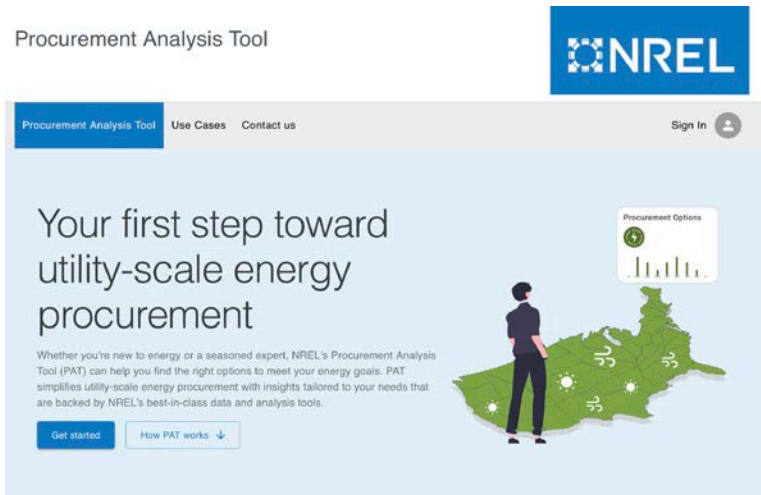 Procurement Analysis Tool
NREL
Procurement Analysis Tool Use Cases Contact us Sign In
Your first step toward
utility-scale energy
procurement
Whether you're new to energy or a seasoned expert, NREL's Procurement Analysis
Tool (PAT) can help you find the right options to meet your energy goals. PAT
simplifies utility-scale energy procurement with insights tailored to your needs that
are backed by NREL's best-in-class data and analysis tools.
Get started How PAT works
Procurement Options